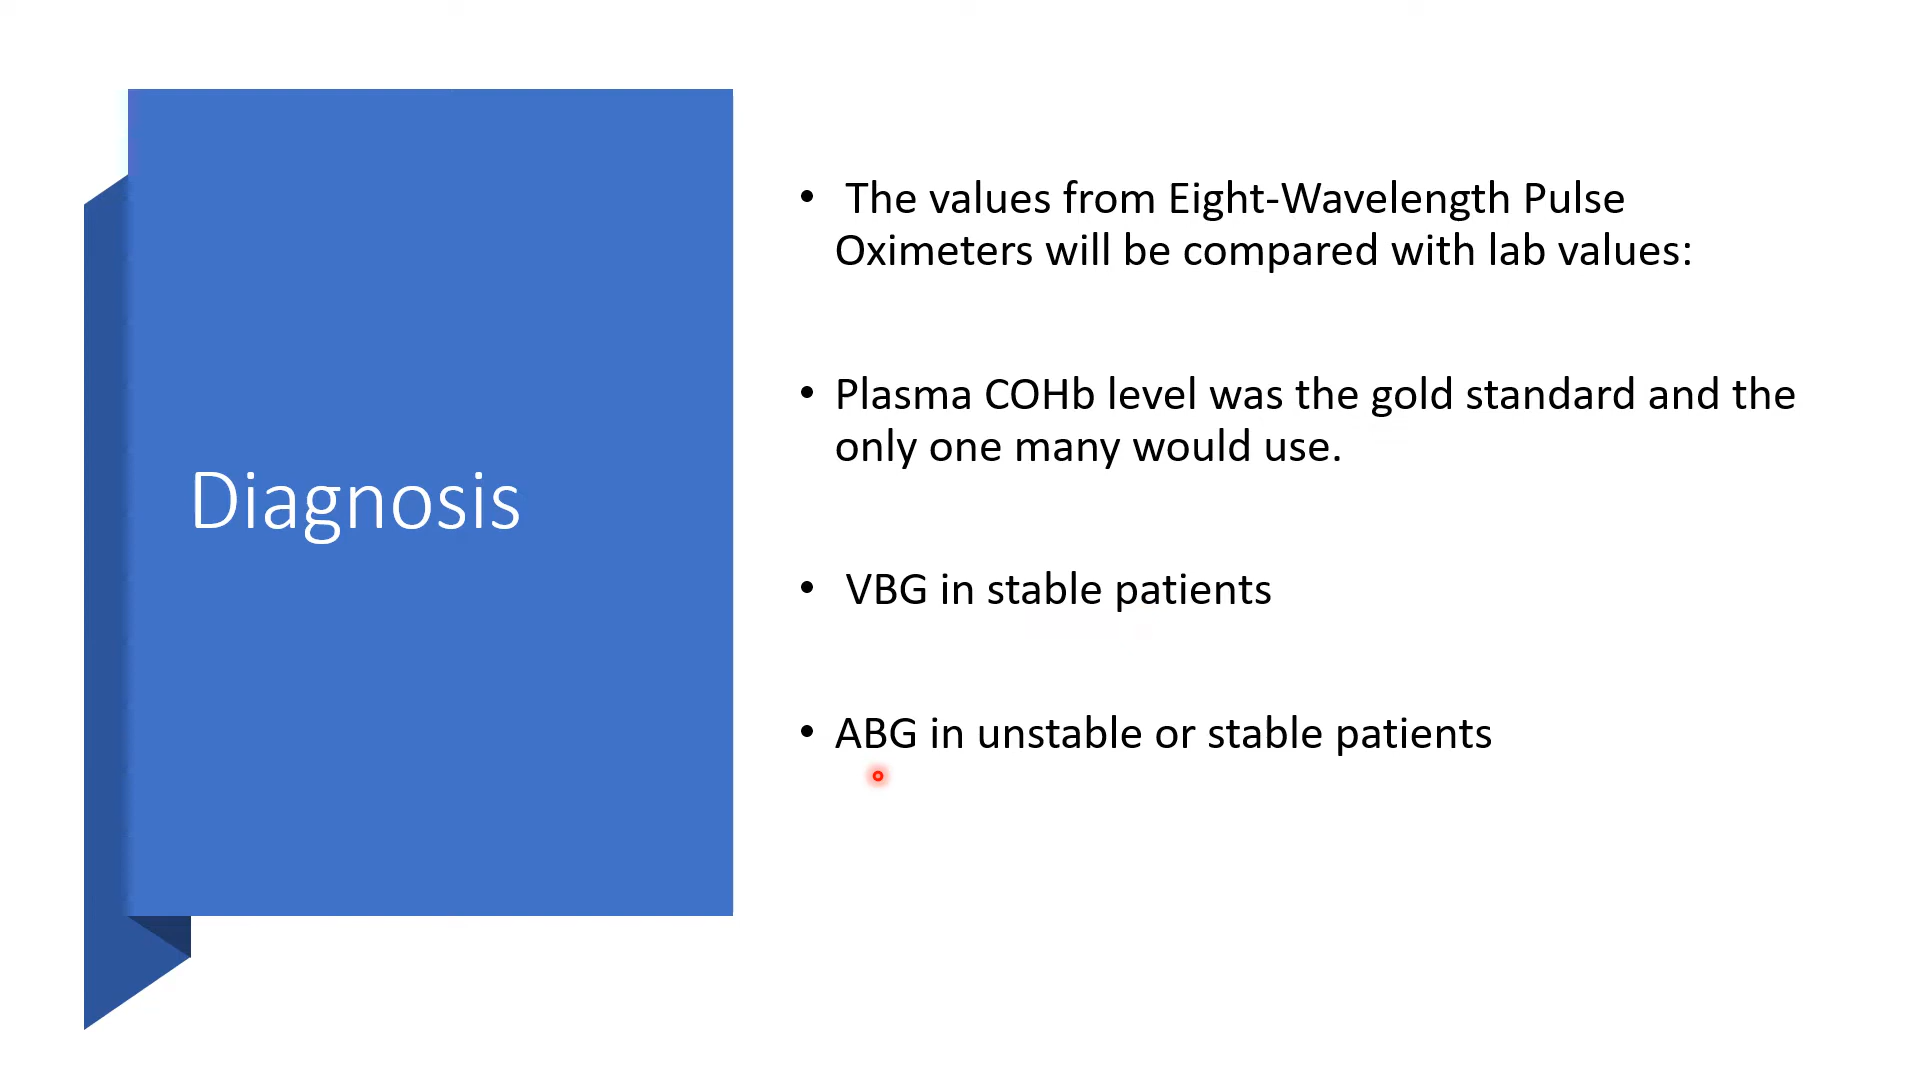 Diagnosis
• The values from Eight-Wavelength Pulse
Oximeters will be compared with lab values:
• Plasma COHb level was the gold standard and the
only one many would use.
• VBG in stable patients
• ABG in unstable or stable patients